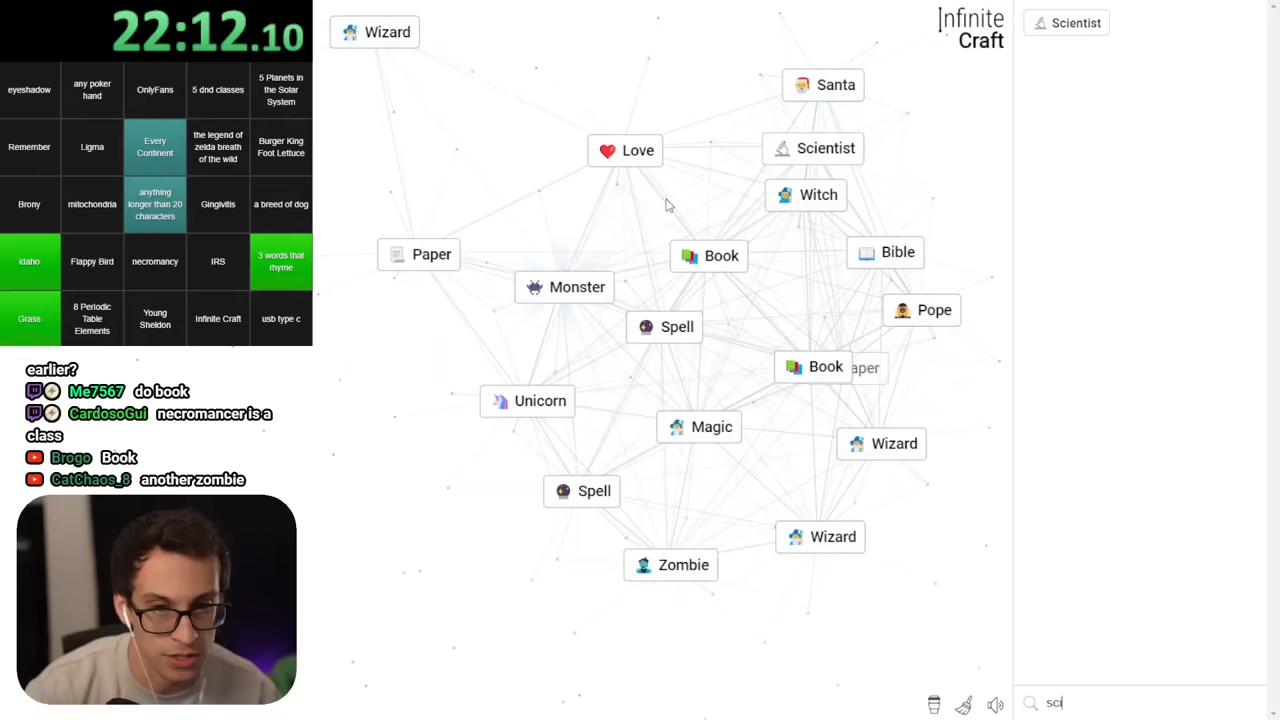 22:12.10
eyeshadow
any poker
hand
OnlyFans
5 dnd classes
5 Planets in
the Solar
System
Remember
Ligma
Every
Continent
the legend of
zelda breath
of the wild
Burger King
Foot Lettuce
Brony
mitochondria
anything
longer than 20
characters
Gingivitis
a breed of dog
idaho
Flappy Bird
necromancy
IRS
3 words that
rhyme
Grass
8 Periodic
Table
Elements
Young
Sheldon
Infinite Craft
usb type c
earlier?
Me7567 do book
CardosoGui necromancer is a
class
Brogo Book
CatChaos_8 another zombie
Wizard
Infinite
Craft
Santa
Love
Scientist
Witch
Paper
Book
Bible
Monster
Pope
Spell
Book
aper
Unicorn
Magic
Wizard
Spell
Wizard
Zombie
Scientist
sci